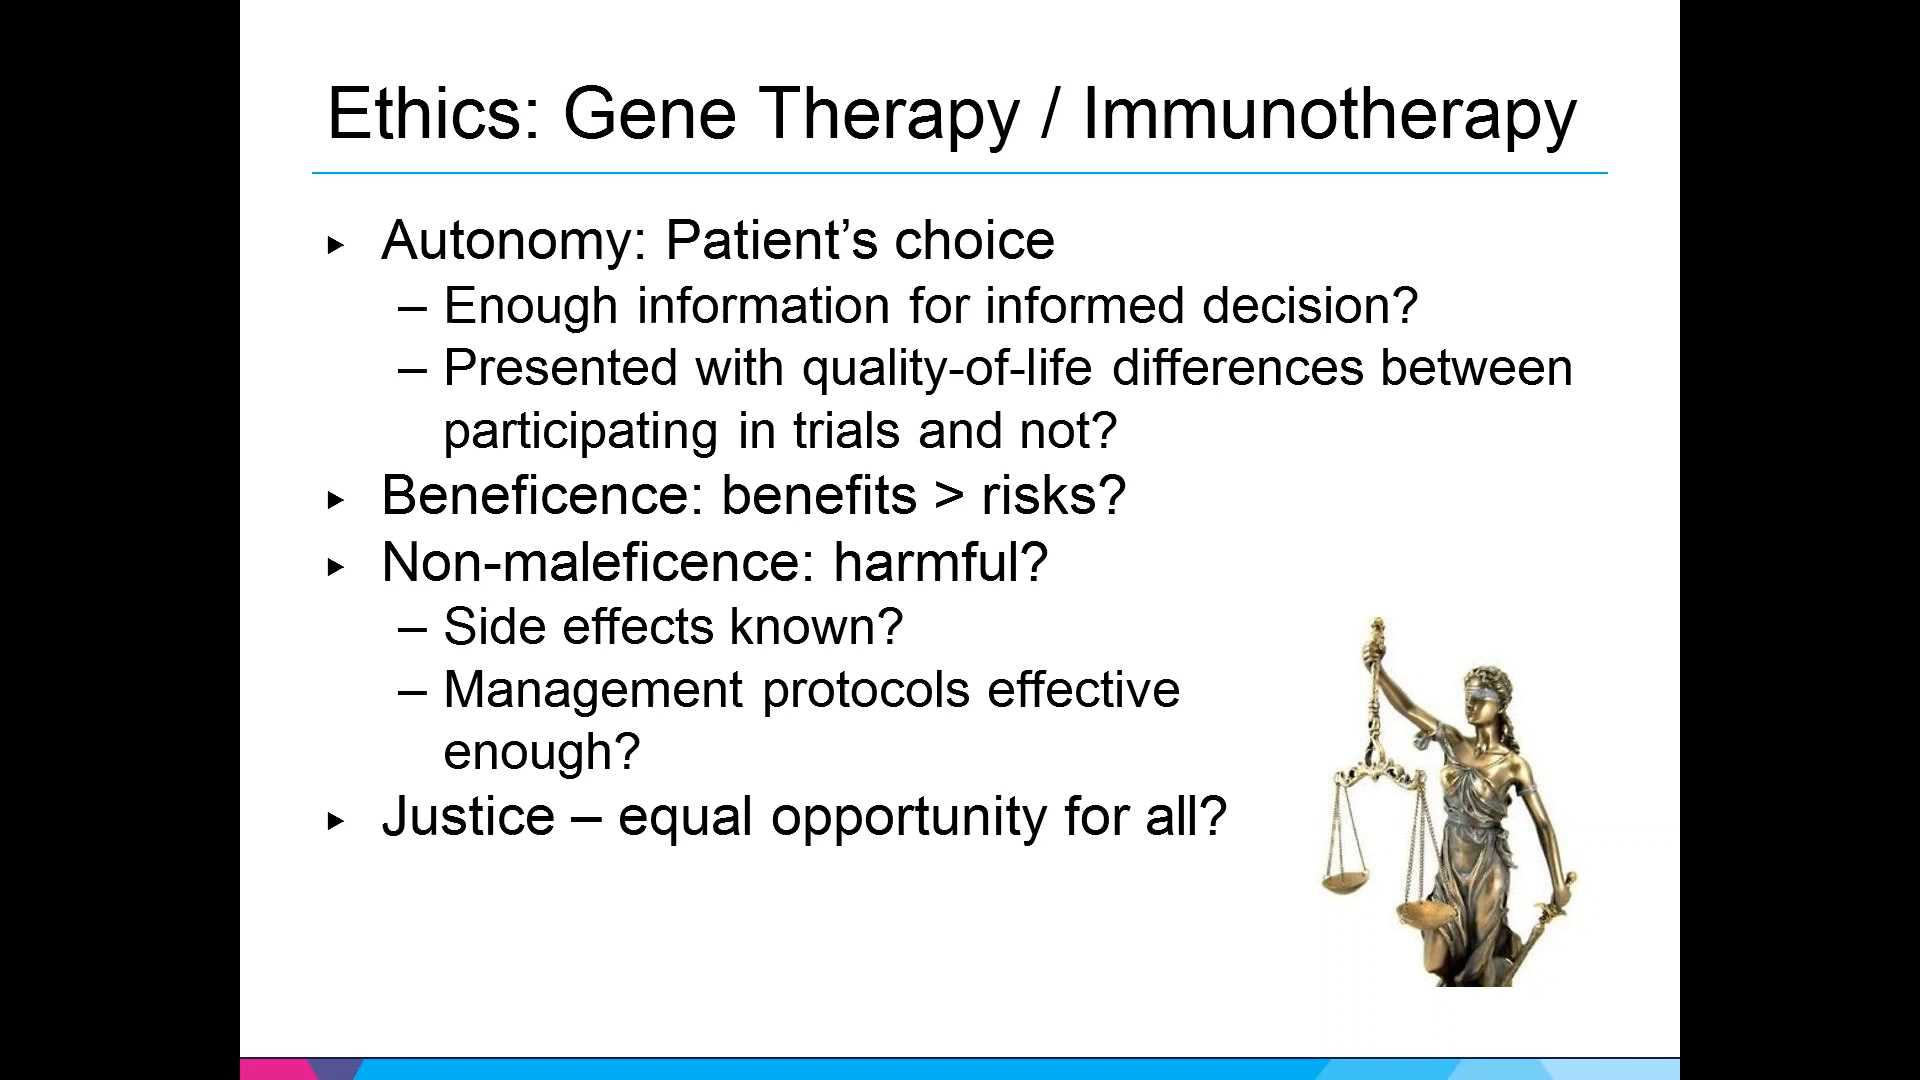 Ethics: Gene Therapy / Immunotherapy
▸ Autonomy: Patient’s choice
– Enough information for informed decision?
– Presented with quality-of-life differences between
participating in trials and not?
▸ Beneficence: benefits > risks?
▸ Non-maleficence: harmful?
– Side effects known?
– Management protocols effective
enough?
▸ Justice – equal opportunity for all?